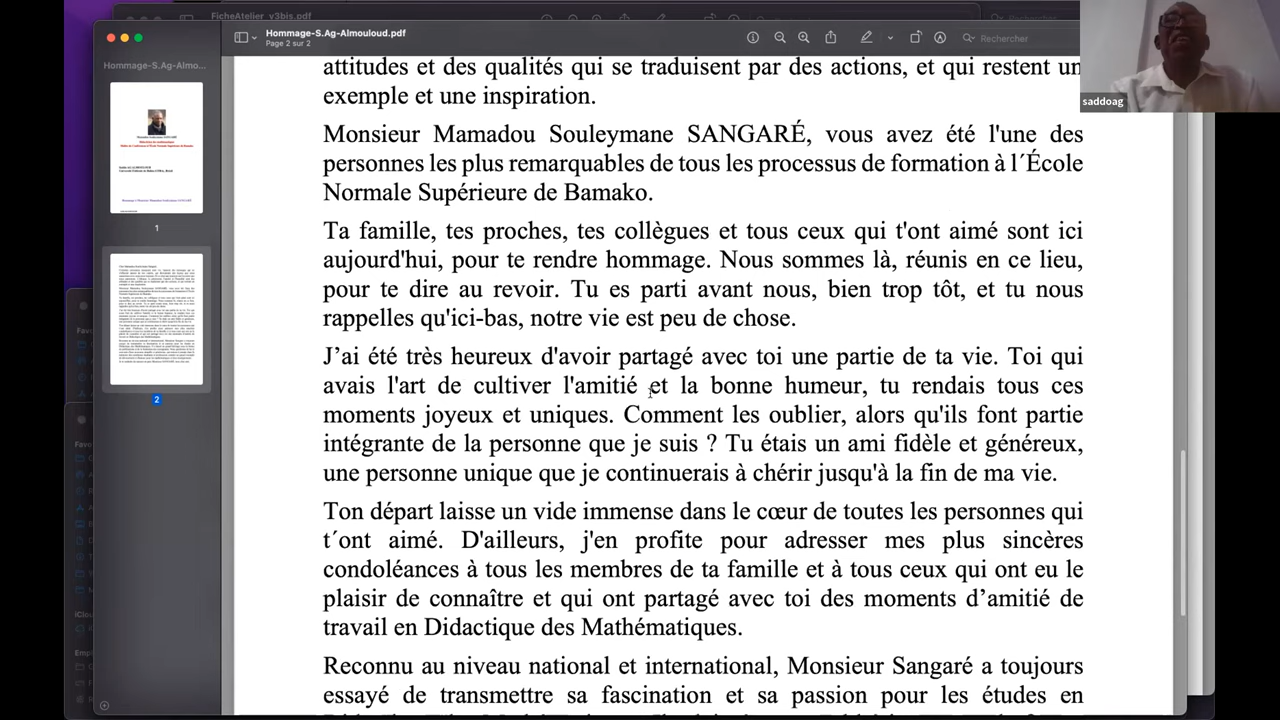 FicheAtelier_v3bis.pdf
Hommage-S.Ag-Almouloud.pdf
Page 2 sur 2
Rechercher
saddoag
Hommage-S.Ag-Almo...
1
2
attitudes et des qualités qui se traduisent par des actions, et qui restent un
exemple et une inspiration.
Monsieur Mamadou Souleymane SANGARÉ, vous avez été l'une des
personnes les plus remarquables de tous les processus de formation à l´École
Normale Supérieure de Bamako.
Ta famille, tes proches, tes collègues et tous ceux qui t'ont aimé sont ici
aujourd'hui, pour te rendre hommage. Nous sommes là, réunis en ce lieu,
pour te dire au revoir. Tu es parti avant nous, bien trop tôt, et tu nous
rappelles qu'ici-bas, notre vie est peu de chose.
J'ai été très heureux d'avoir partagé avec toi une partie de ta vie. Toi qui
avais l'art de cultiver l'amitié et la bonne humeur, tu rendais tous ces
moments joyeux et uniques. Comment les oublier, alors qu'ils font partie
intégrante de la personne que je suis ? Tu étais un ami fidèle et généreux,
une personne unique que je continuerais à chérir jusqu'à la fin de ma vie.
Ton départ laisse un vide immense dans le cœur de toutes les personnes qui
t´ont aimé. D'ailleurs, j'en profite pour adresser mes plus sincères
condoléances à tous les membres de ta famille et à tous ceux qui ont eu le
plaisir de connaître et qui ont partagé avec toi des moments d’amitié de
travail en Didactique des Mathématiques.
Reconnu au niveau national et international, Monsieur Sangaré a toujours
essayé de transmettre sa fascination et sa passion pour les études en